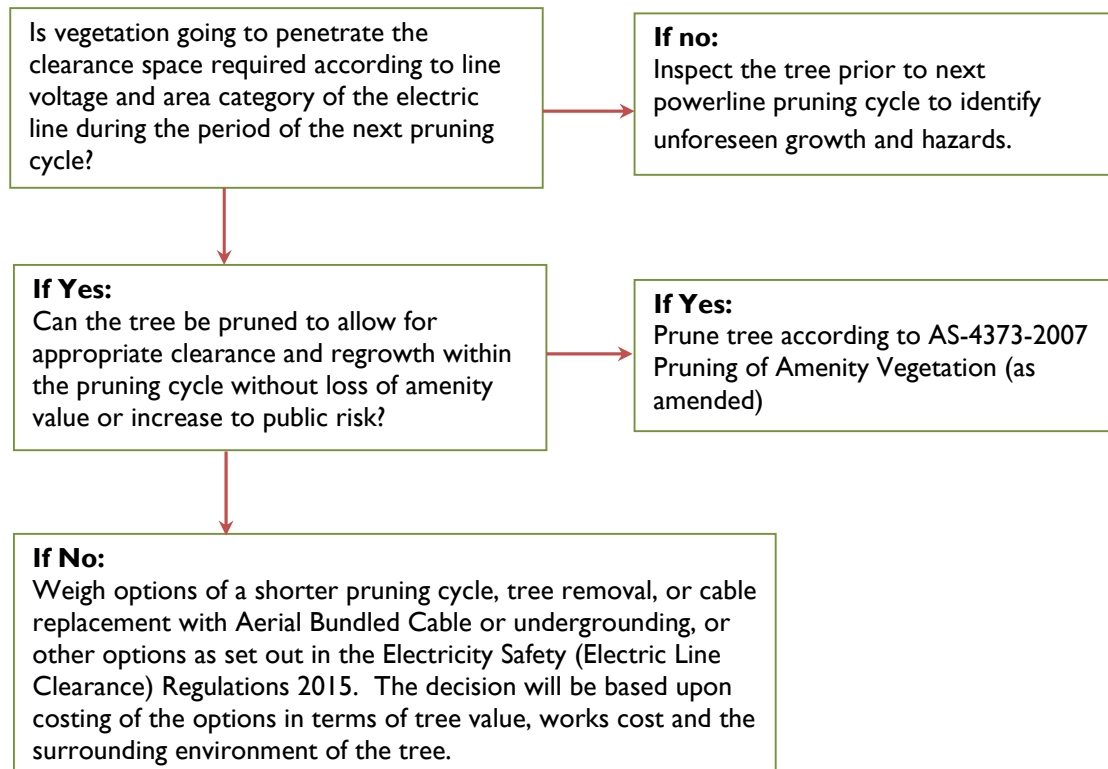 Is vegetation going to penetrate the
clearance space required according to line
voltage and area category of the electric
line during the period of the next pruning
cycle?
If no:
Inspect the tree prior to next
powerline pruning cycle to identify
unforeseen growth and hazards.
If Yes:
Can the tree be pruned to allow for
appropriate clearance and regrowth within
the pruning cycle without loss of amenity
value or increase to public risk?
If Yes:
Prune tree according to AS-4373-2007
Pruning of Amenity Vegetation (as
amended)
If No:
Weigh options of a shorter pruning cycle, tree removal, or cable
replacement with Aerial Bundled Cable or undergrounding, or
other options as set out in the Electricity Safety (Electric Line
Clearance) Regulations 2015.  The decision will be based upon
costing of the options in terms of tree value, works cost and the
surrounding environment of the tree.